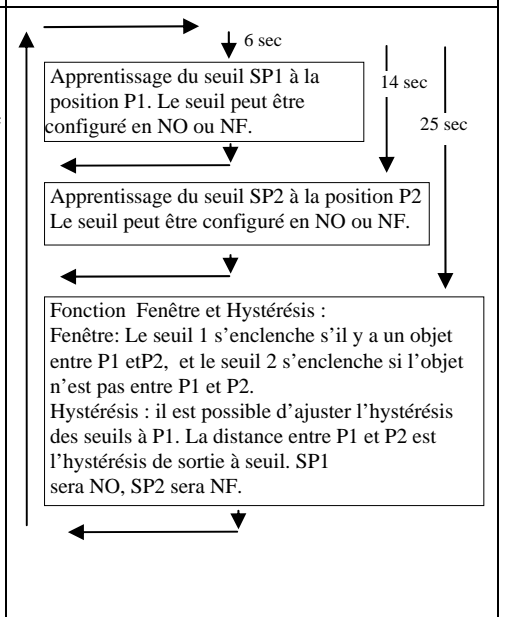 6 sec
Apprentissage du seuil SP1 à la
position P1. Le seuil peut être
configuré en NO ou NF.
14 sec
25 sec
Apprentissage du seuil SP2 à la position P2
Le seuil peut être configuré en NO ou NF.
Fonction Fenêtre et Hystérésis :
Fenêtre: Le seuil 1 s’enclenche s’il y a un objet
entre P1 etP2, et le seuil 2 s’enclenche si l’objet
n’est pas entre P1 et P2.
Hystérésis : il est possible d’ajuster l’hystérésis
des seuils à P1. La distance entre P1 et P2 est
l’hystérésis de sortie à seuil. SP1
sera NO, SP2 sera NF.